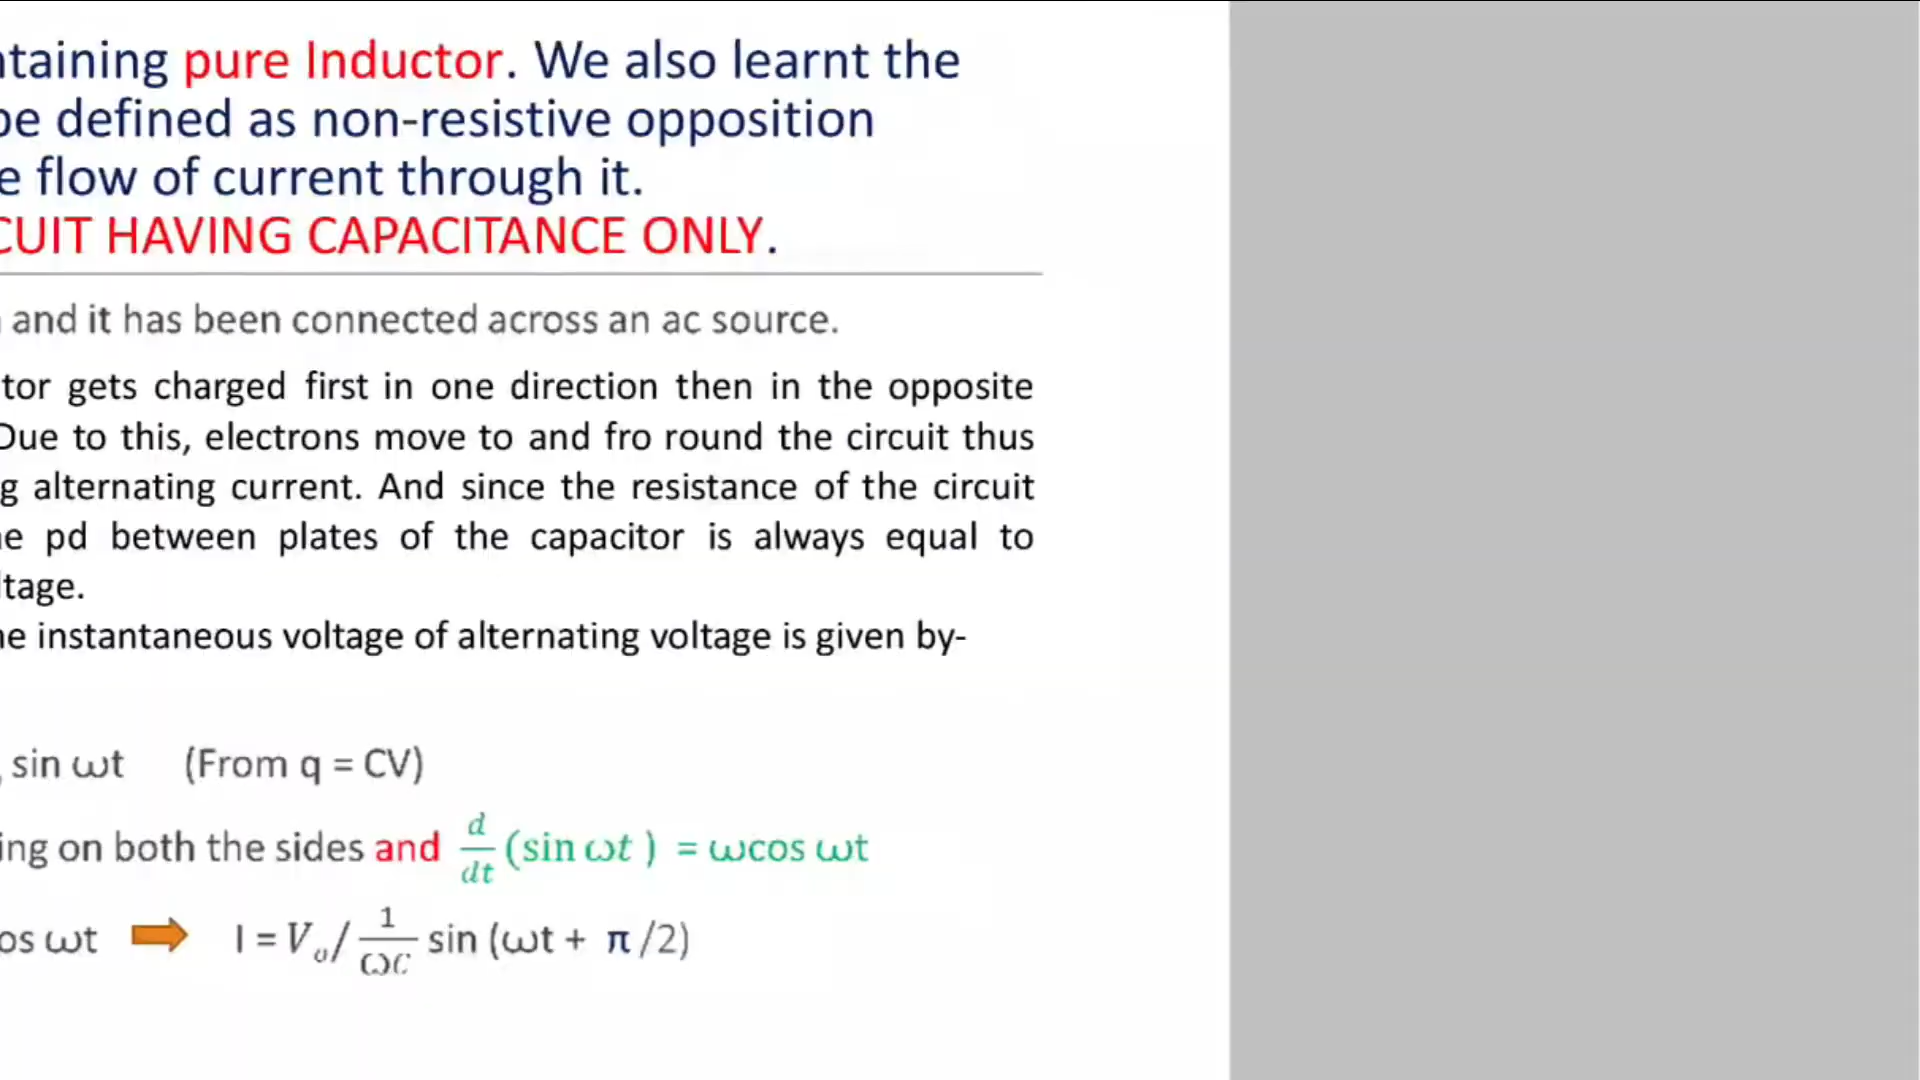 taining pure Inductor. We also learnt the
be defined as non-resistive opposition
e flow of current through it.
CUIT HAVING CAPACITANCE ONLY.
and it has been connected across an ac source.
tor gets charged first in one direction then in the opposite
Due to this, electrons move to and fro round the circuit thus
g alternating current. And since the resistance of the circuit
e pd between plates of the capacitor is always equal to
ltage.
e instantaneous voltage of alternating voltage is given by-
sin ωt (From q = CV)
ing on both the sides and d/dt (sin ωt ) = ωcos ωt
os ωt I = V₀/ 1/ωC sin (ωt + π /2)